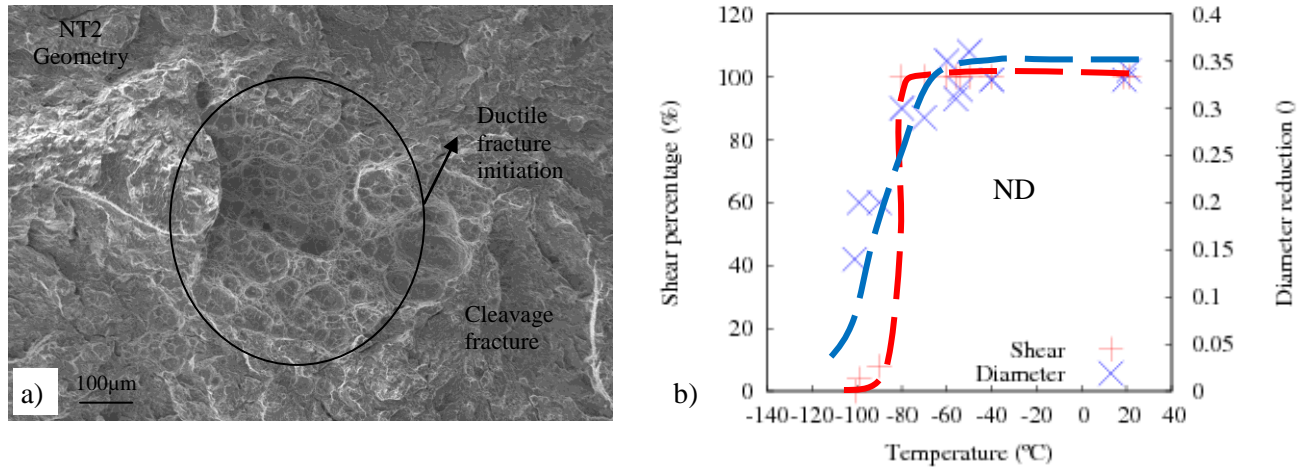 NT2
Geometry
Ductile
fracture
initiation
Cleavage
fracture
100μm
a)
120
100
80
60
40
20
0
Shear percentage (%)
0.4
0.35
0.3
0.25
0.2
0.15
0.1
0.05
0
Diameter reduction ()
ND
Shear
Diameter
b)
-140 -120 -100 -80 -60 -40 -20 0 20 40
Temperature (ºC)